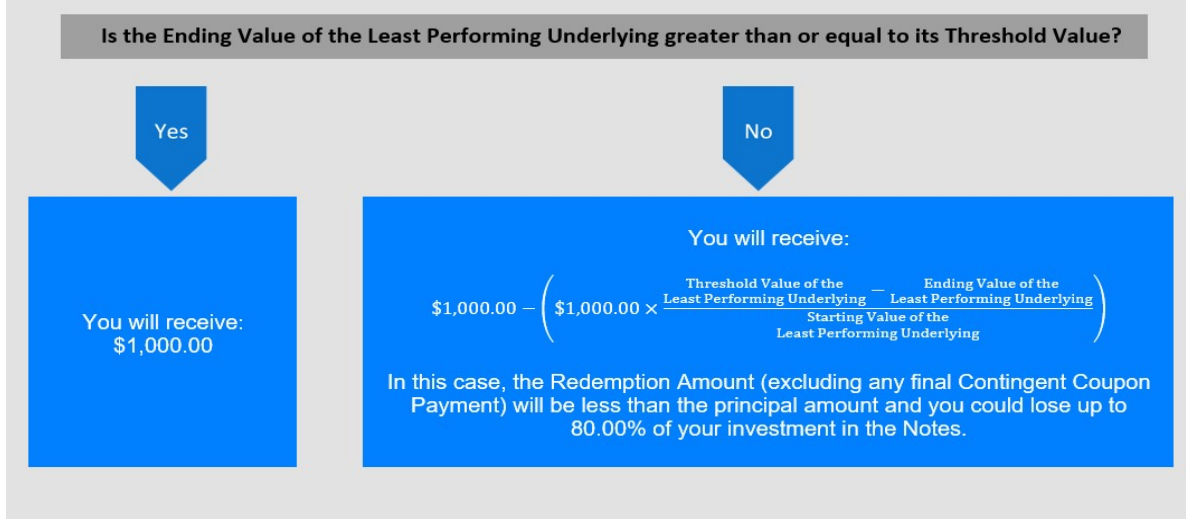 Is the Ending Value of the Least Performing Underlying greater than or equal to its Threshold Value?
Yes
No
You will receive:
$1,000.00
You will receive:
$1,000.00 − ($1,000.00 × (Threshold Value of the Least Performing Underlying − Ending Value of the Least Performing Underlying) / Starting Value of the Least Performing Underlying)
In this case, the Redemption Amount (excluding any final Contingent Coupon
Payment) will be less than the principal amount and you could lose up to
80.00% of your investment in the Notes.